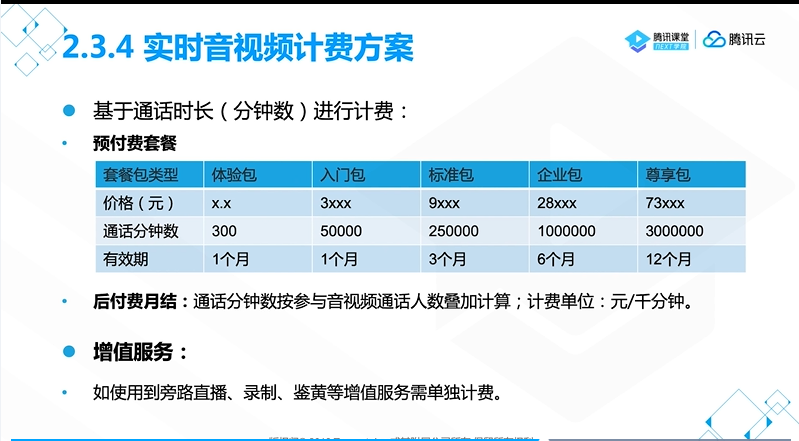 2.3.4 实时音视频计费方案
腾讯课堂
NEXT学院
腾讯云
基于通话时长（分钟数）进行计费：
预付费套餐
套餐包类型 体验包 入门包 标准包 企业包 尊享包
价格（元） x.x 3xxx 9xxx 28xxx 73xxx
通话分钟数 300 50000 250000 1000000 3000000
有效期 1个月 1个月 3个月 6个月 12个月
后付费月结：通话分钟数按参与音视频通话人数叠加计算；计费单位：元/千分钟。
增值服务：
如使用到旁路直播、录制、鉴黄等增值服务需单独计费。